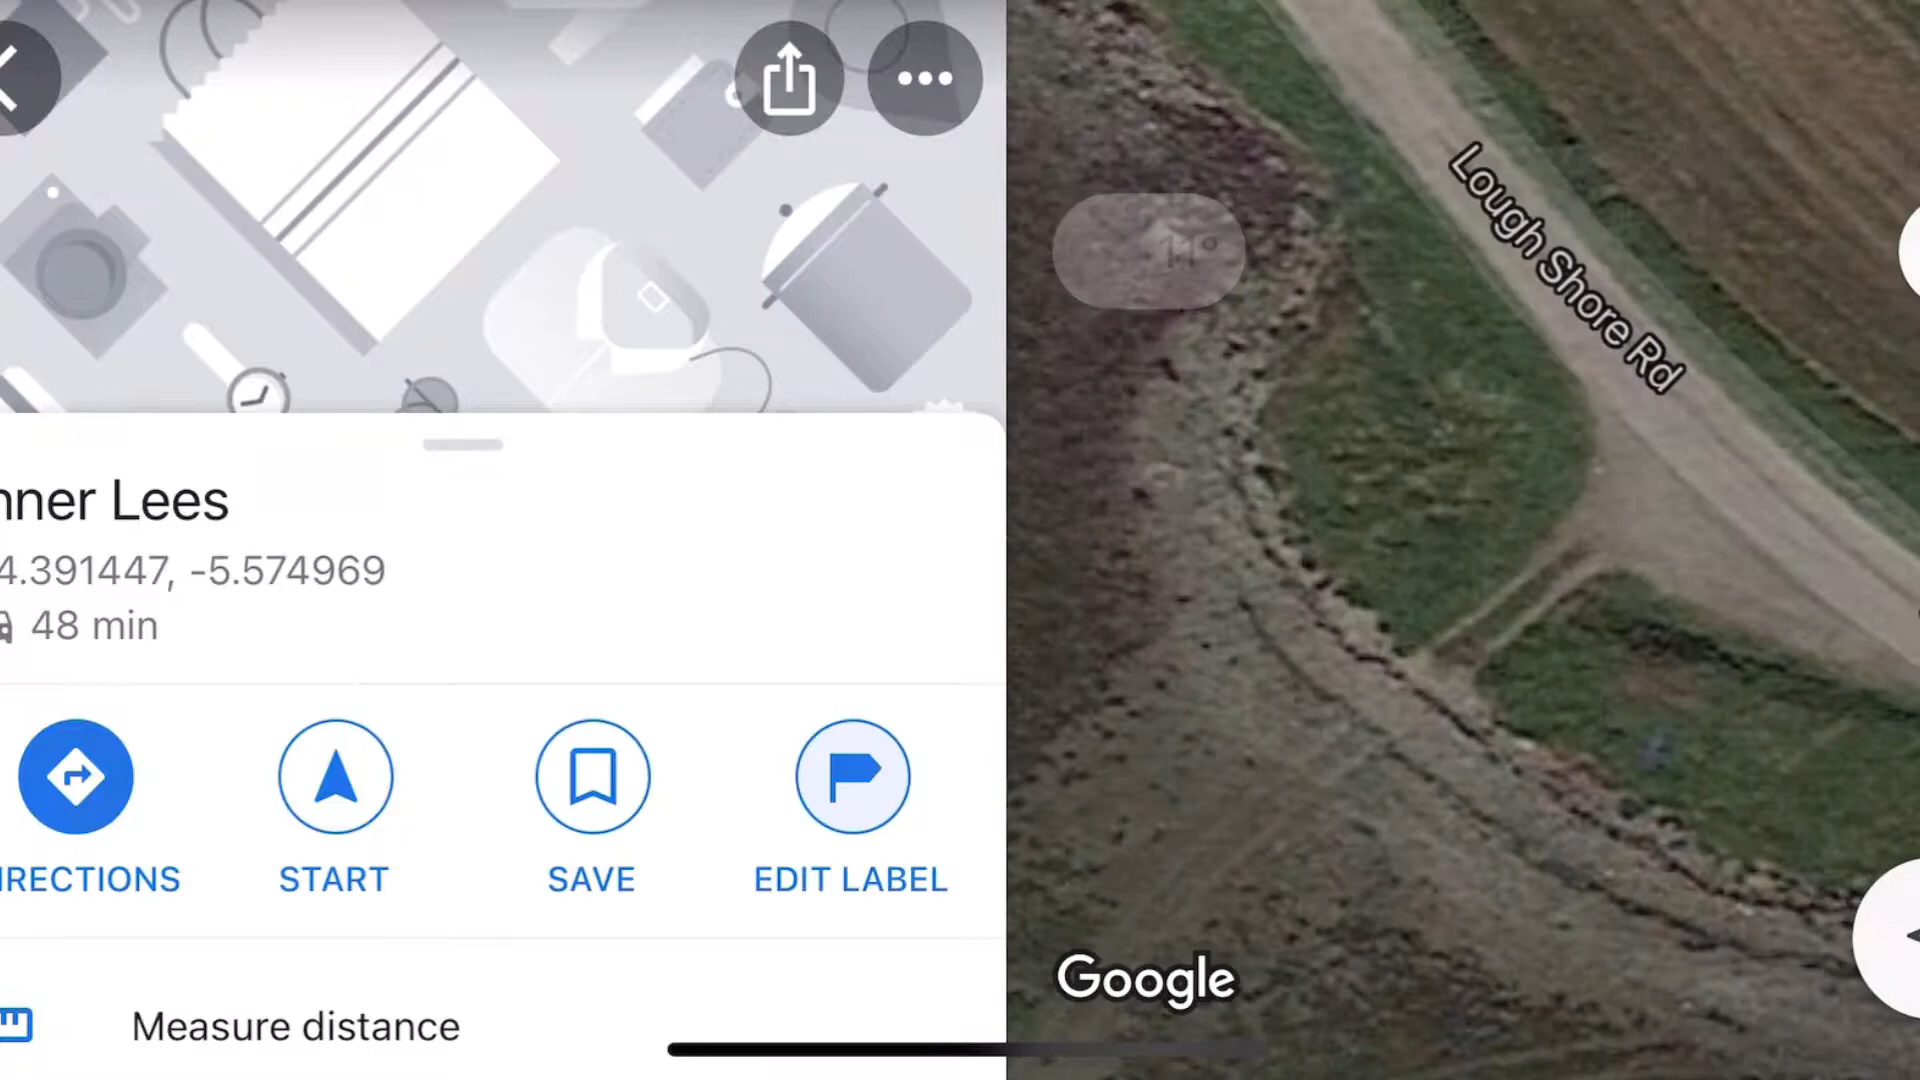 nner Lees
4.391447, -5.574969
48 min
IRECTIONS
START
SAVE
EDIT LABEL
Measure distance
11°
Lough Shore Rd
Google